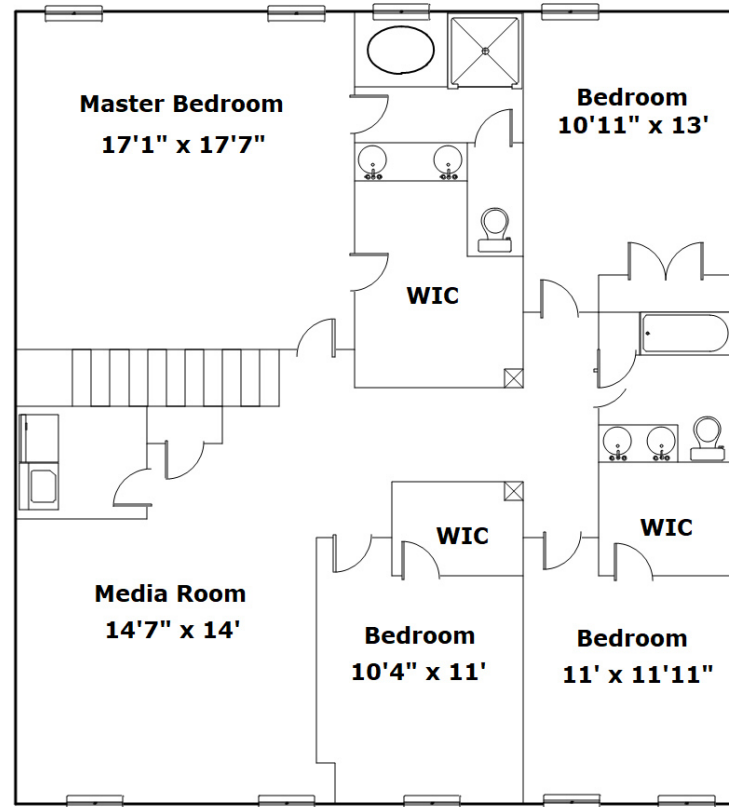 Master Bedroom
17'1" x 17'7"
Bedroom
10'11" x 13'
WIC
WIC
WIC
Media Room
14'7" x 14'
Bedroom
10'4" x 11'
Bedroom
11' x 11'11"